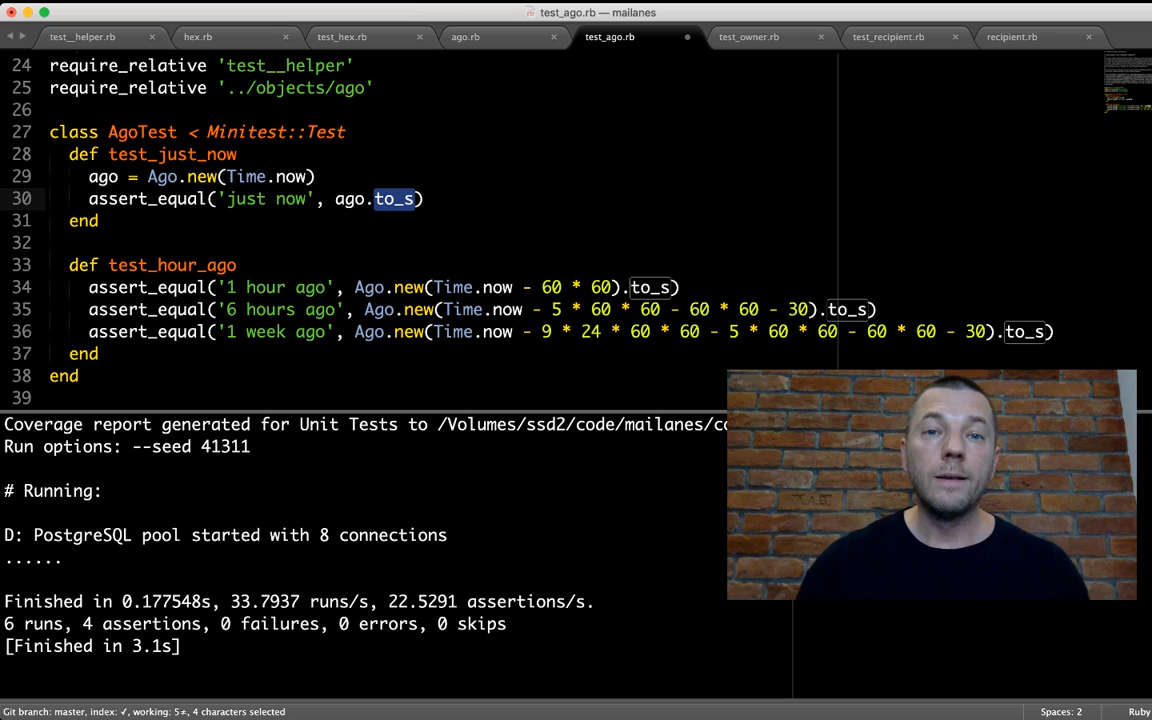 test_ago.rb — mailanes
test__helper.rb
hex.rb
test_hex.rb
ago.rb
test_ago.rb
test_owner.rb
test_recipient.rb
recipient.rb
24 require_relative 'test__helper'
25 require_relative '../objects/ago'
26
27 class AgoTest < Minitest::Test
28 def test_just_now
29 ago = Ago.new(Time.now)
30 assert_equal('just now', ago.to_s)
31 end
32
33 def test_hour_ago
34 assert_equal('1 hour ago', Ago.new(Time.now - 60 * 60).to_s)
35 assert_equal('6 hours ago', Ago.new(Time.now - 5 * 60 * 60 - 60 * 60 - 30).to_s)
36 assert_equal('1 week ago', Ago.new(Time.now - 9 * 24 * 60 * 60 - 5 * 60 * 60 - 60 * 60 - 30).to_s)
37 end
38 end
39
Coverage report generated for Unit Tests to /Volumes/ssd2/code/mailanes/co
Run options: --seed 41311
# Running:
D: PostgreSQL pool started with 8 connections
......
Finished in 0.177548s, 33.7937 runs/s, 22.5291 assertions/s.
6 runs, 4 assertions, 0 failures, 0 errors, 0 skips
[Finished in 3.1s]
Git branch: master, index: ✓, working: 5≠, 4 characters selected
Spaces: 2
Ruby